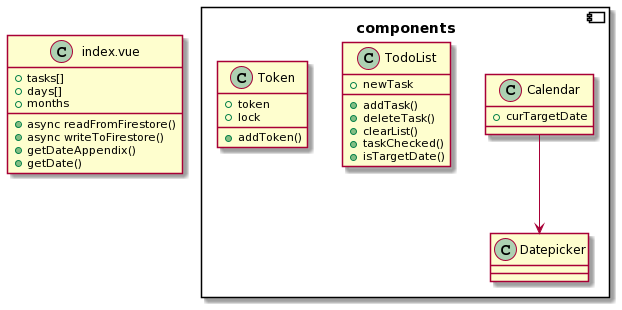 components
C index.vue
tasks[]
days[]
months
async readFromFirestore()
async writeToFirestore()
getDateAppendix()
getDate()
C Token
token
lock
addToken()
C TodoList
newTask
addTask()
deleteTask()
clearList()
taskChecked()
isTargetDate()
C Calendar
curTargetDate
C Datepicker